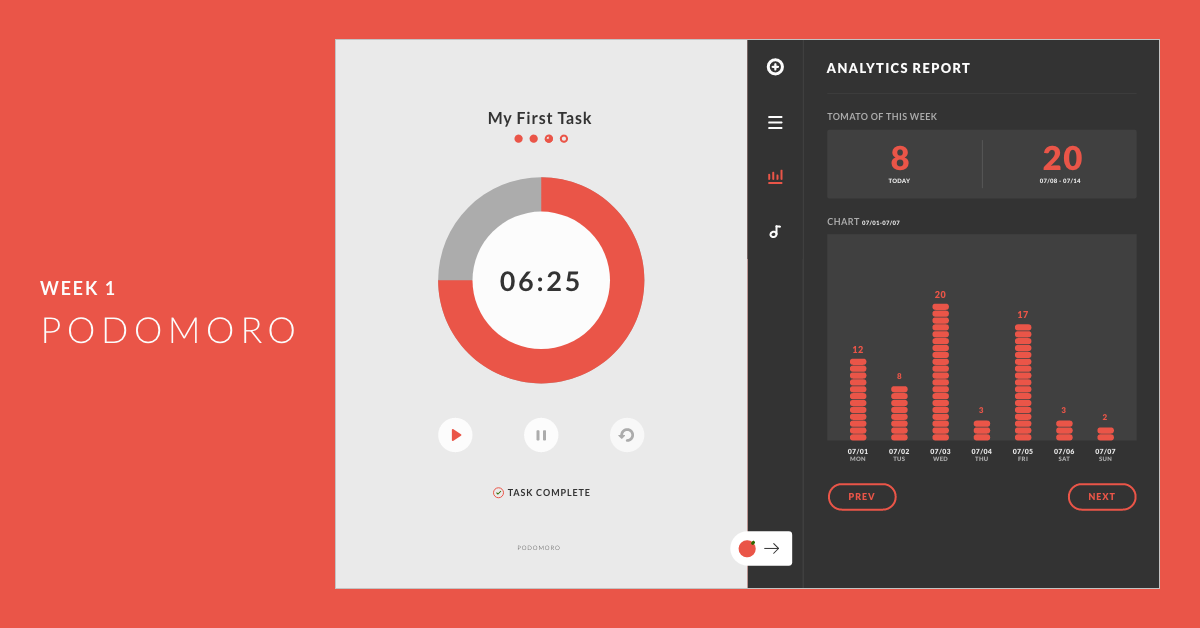 WEEK 1
PODOMORO
My First Task
06:25
TASK COMPLETE
PODOMORO
ANALYTICS REPORT
TOMATO OF THIS WEEK
8
TODAY
20
07/08 - 07/14
CHART 07/01-07/07
12
8
20
3
17
3
2
07/01 07/02 07/03 07/04 07/05 07/06 07/07
MON TUS WED THU FRI SAT SUN
PREV NEXT